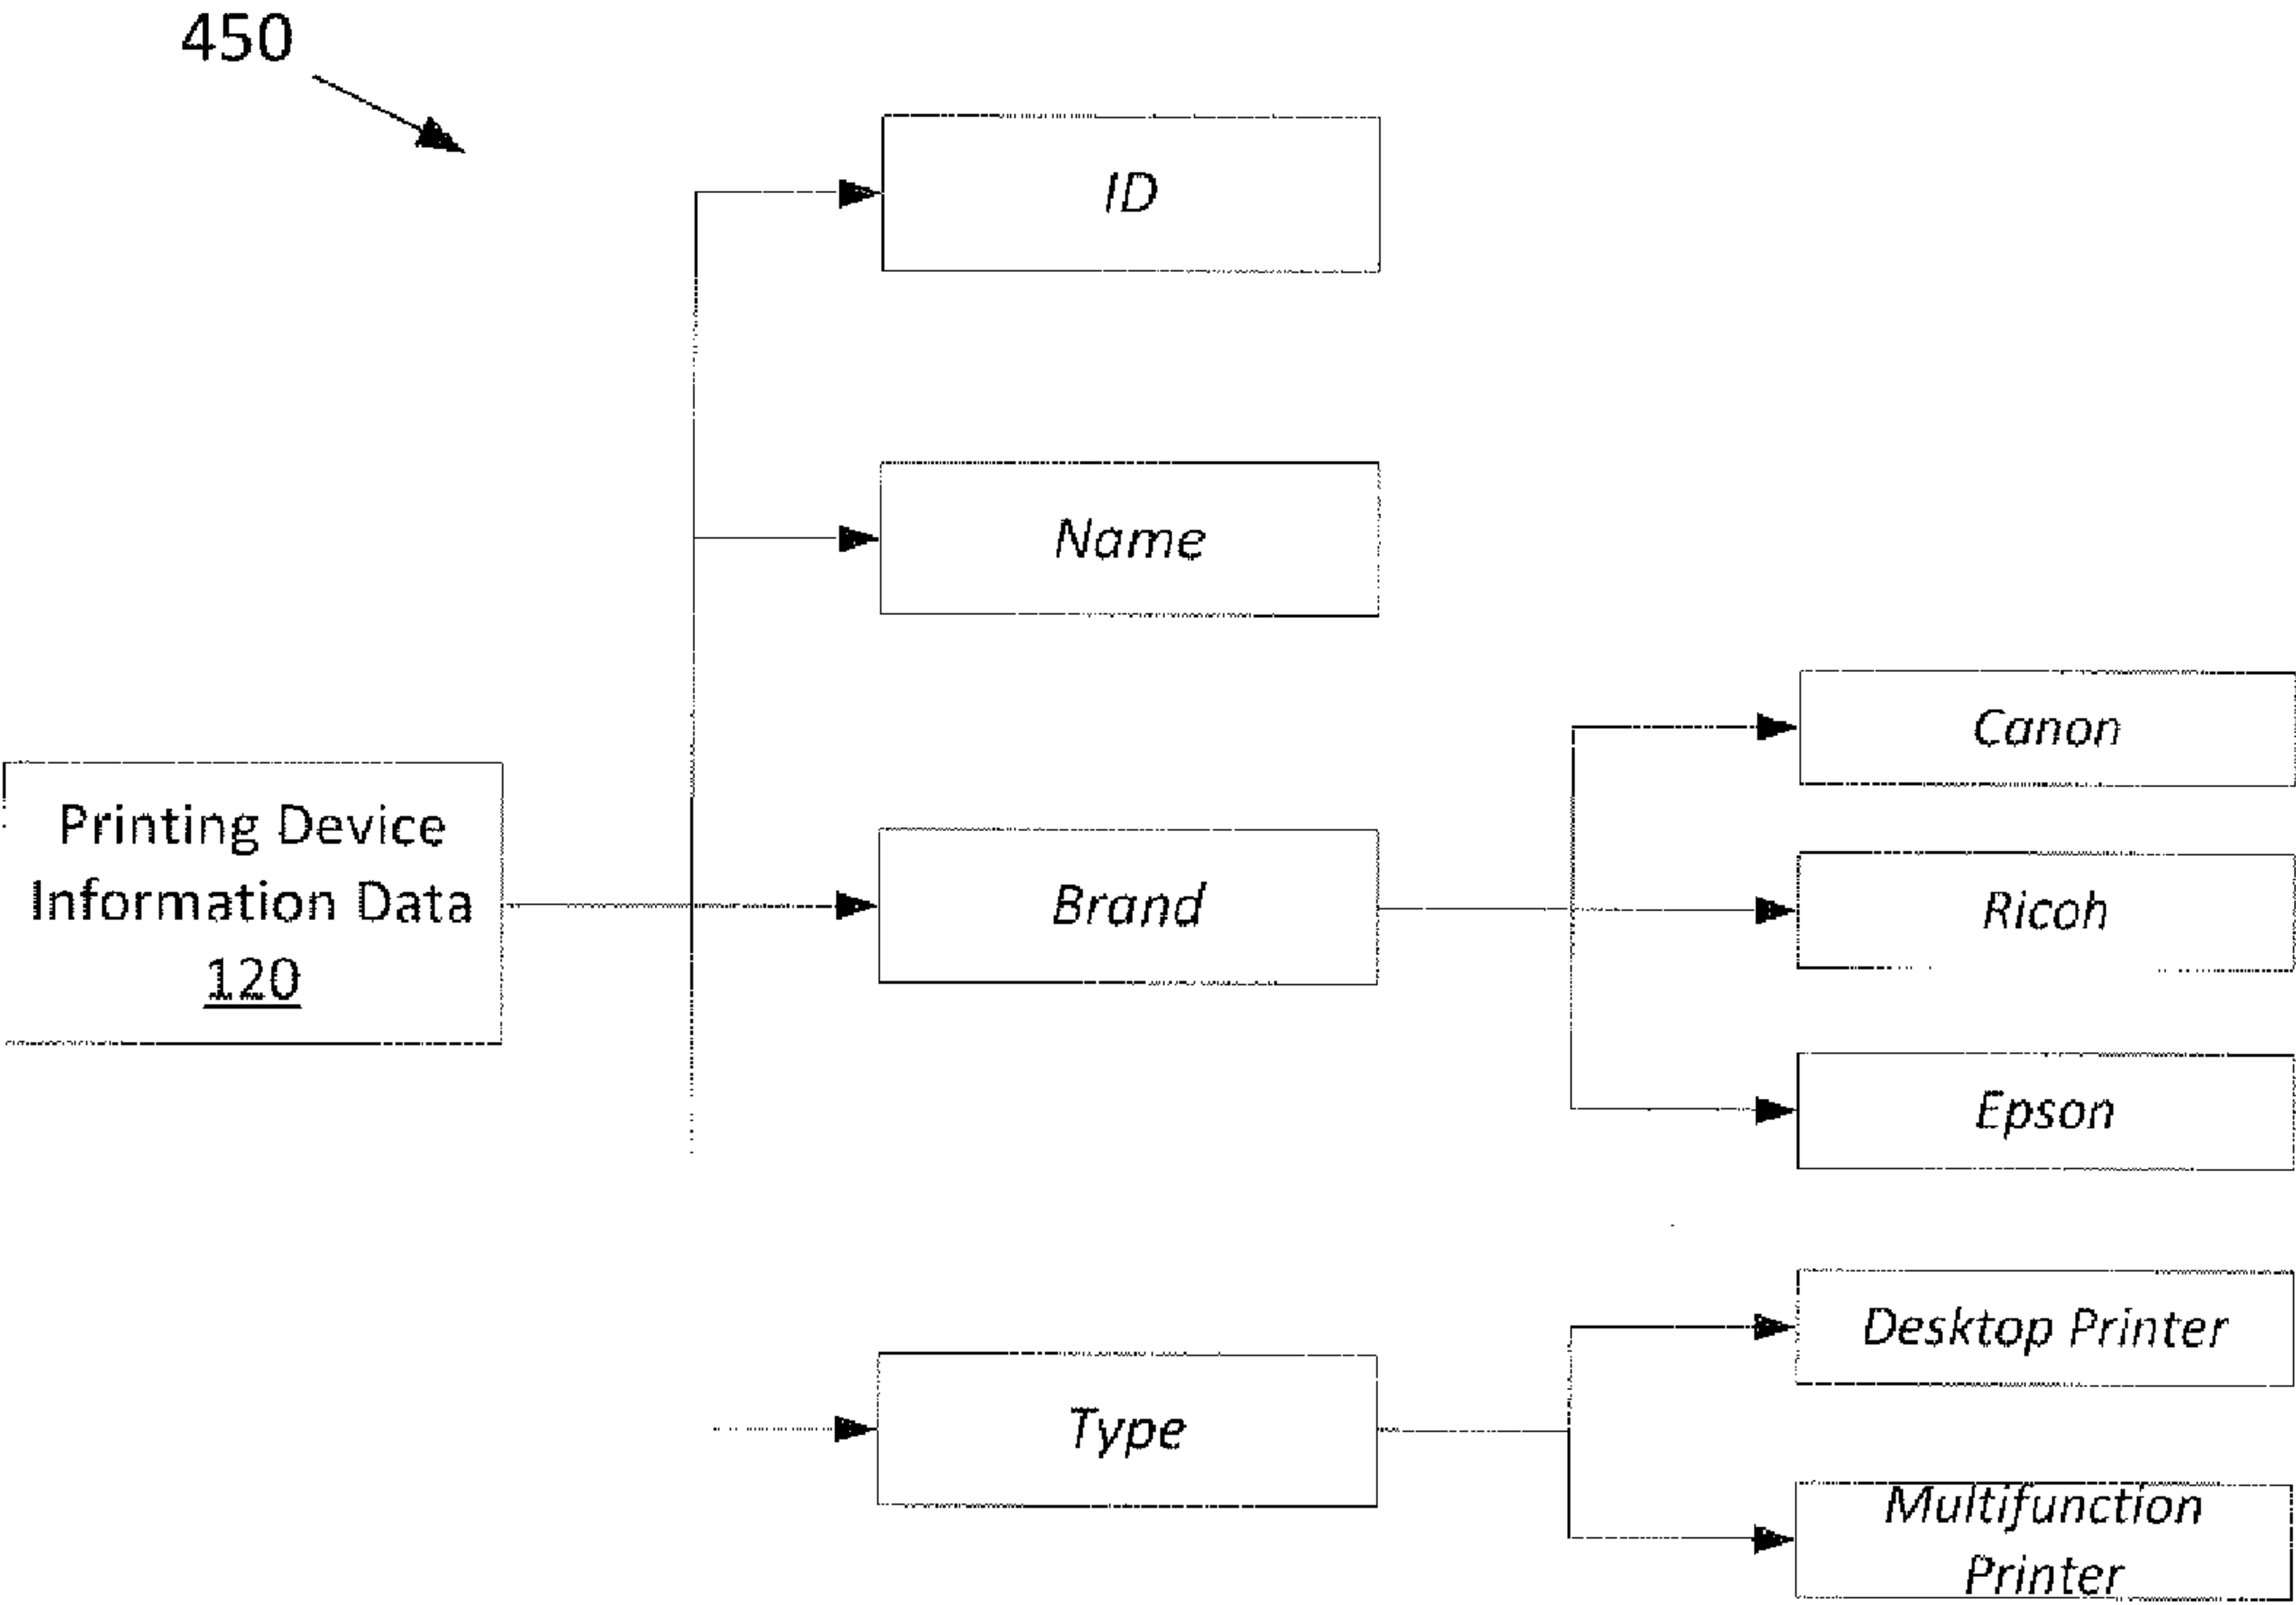 450
ID
Name
Printing Device
Information Data
120
Brand
Canon
Ricoh
Epson
Type
Desktop Printer
Multifunction
Printer